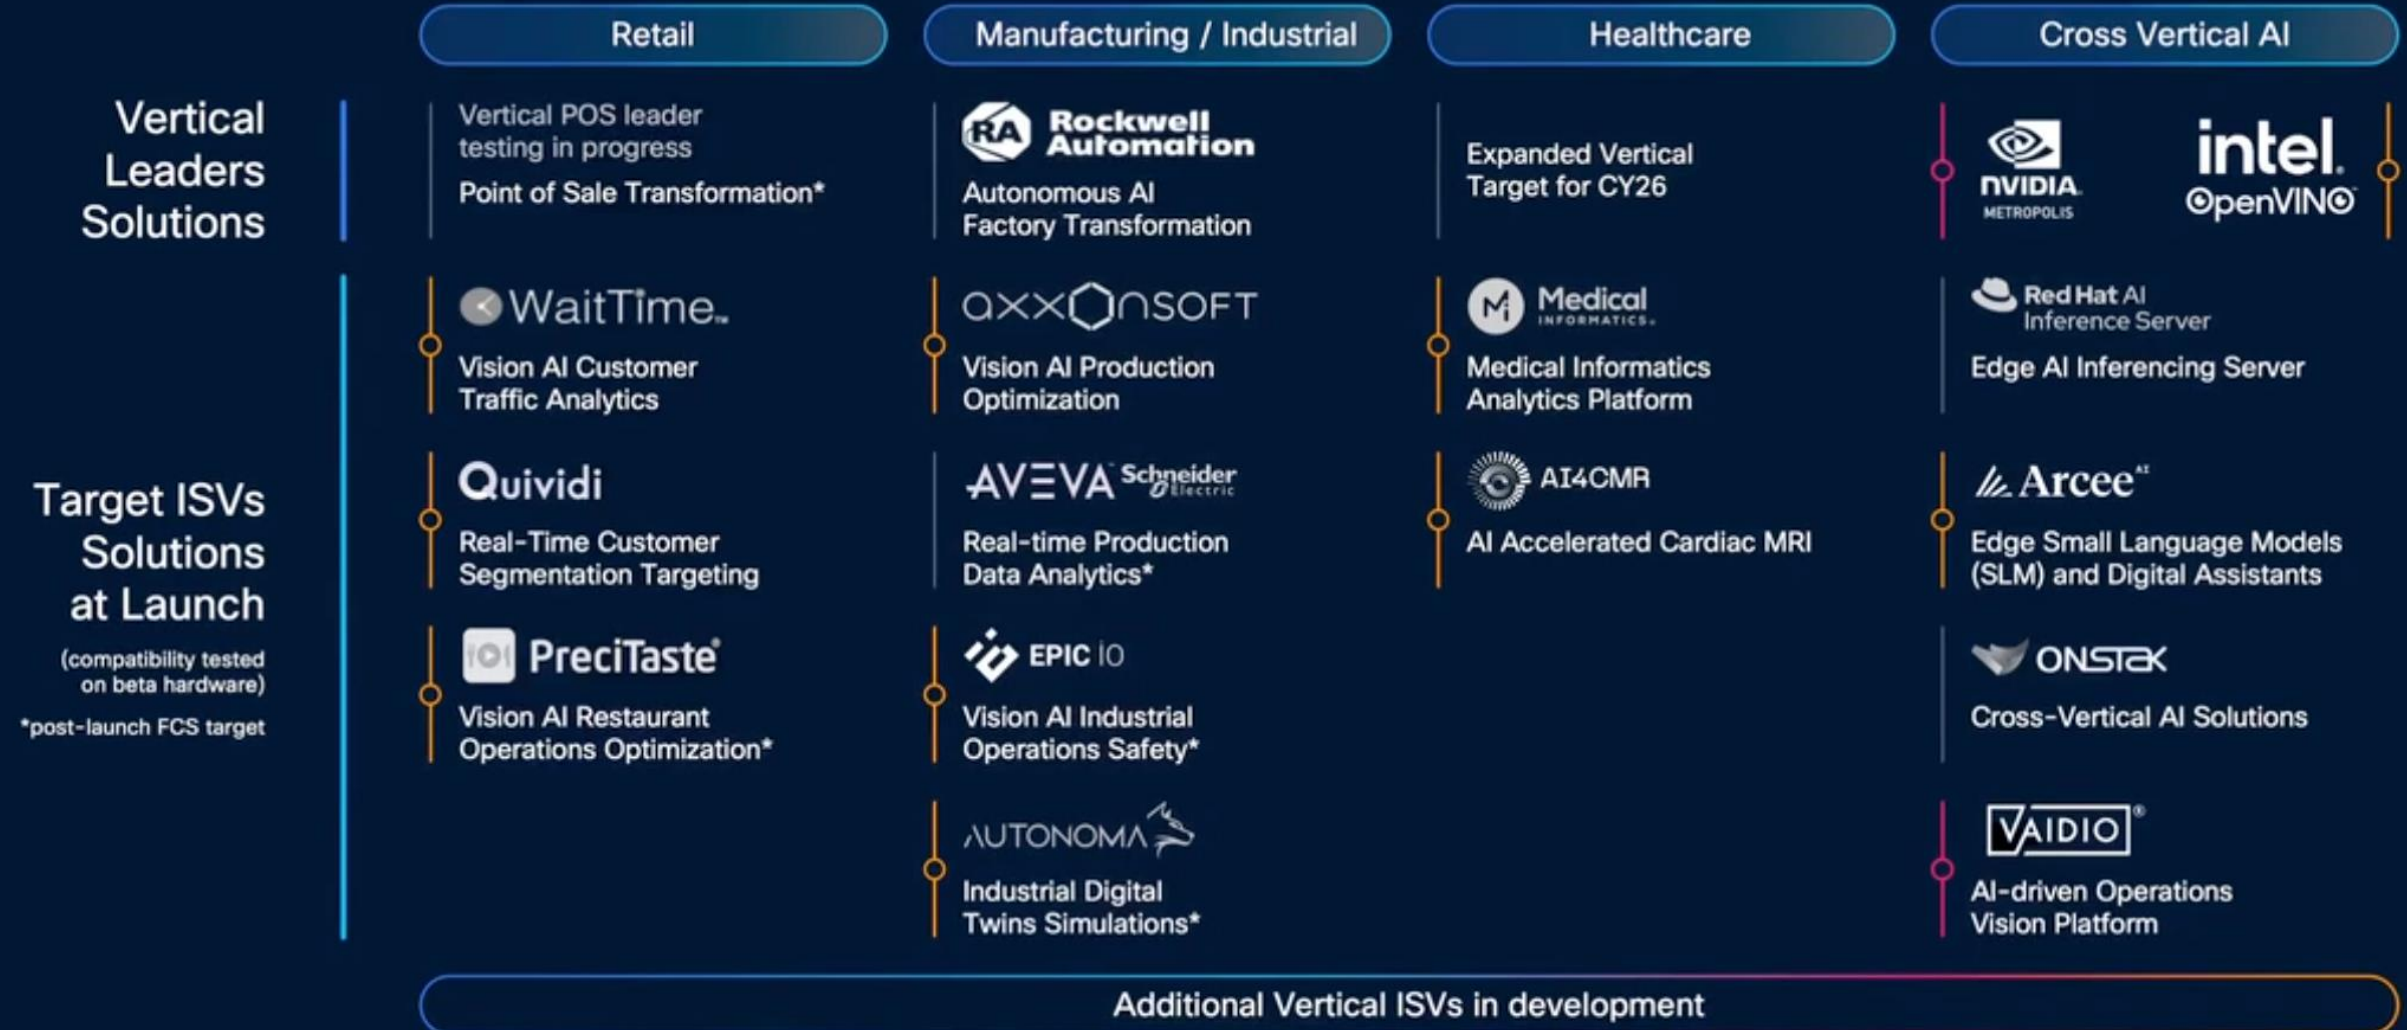 Retail
Manufacturing / Industrial
Healthcare
Cross Vertical AI
Vertical
Leaders
Solutions
Vertical POS leader
testing in progress
Point of Sale Transformation*
RA Rockwell
Automation
Autonomous AI
Factory Transformation
Expanded Vertical
Target for CY26
NVIDIA
METROPOLIS
intel.
OpenVINO
Target ISVs
Solutions
at Launch
(compatibility tested
on beta hardware)
*post-launch FCS target
WaitTime™
Vision AI Customer
Traffic Analytics
axxonsoft
Vision AI Production
Optimization
Mi Medical
INFORMATICS
Medical Informatics
Analytics Platform
Red Hat AI
Inference Server
Edge AI Inferencing Server
Quividi
Real-Time Customer
Segmentation Targeting
AVEVA Schneider
Electric
Real-time Production
Data Analytics*
AI4CMR
AI Accelerated Cardiac MRI
Arcee AI
Edge Small Language Models
(SLM) and Digital Assistants
PreciTaste®
Vision AI Restaurant
Operations Optimization*
EPIC iO
Vision AI Industrial
Operations Safety*
ONSTAK
Cross-Vertical AI Solutions
AUTONOMA
Industrial Digital
Twins Simulations*
VAIDIO®
AI-driven Operations
Vision Platform
Additional Vertical ISVs in development